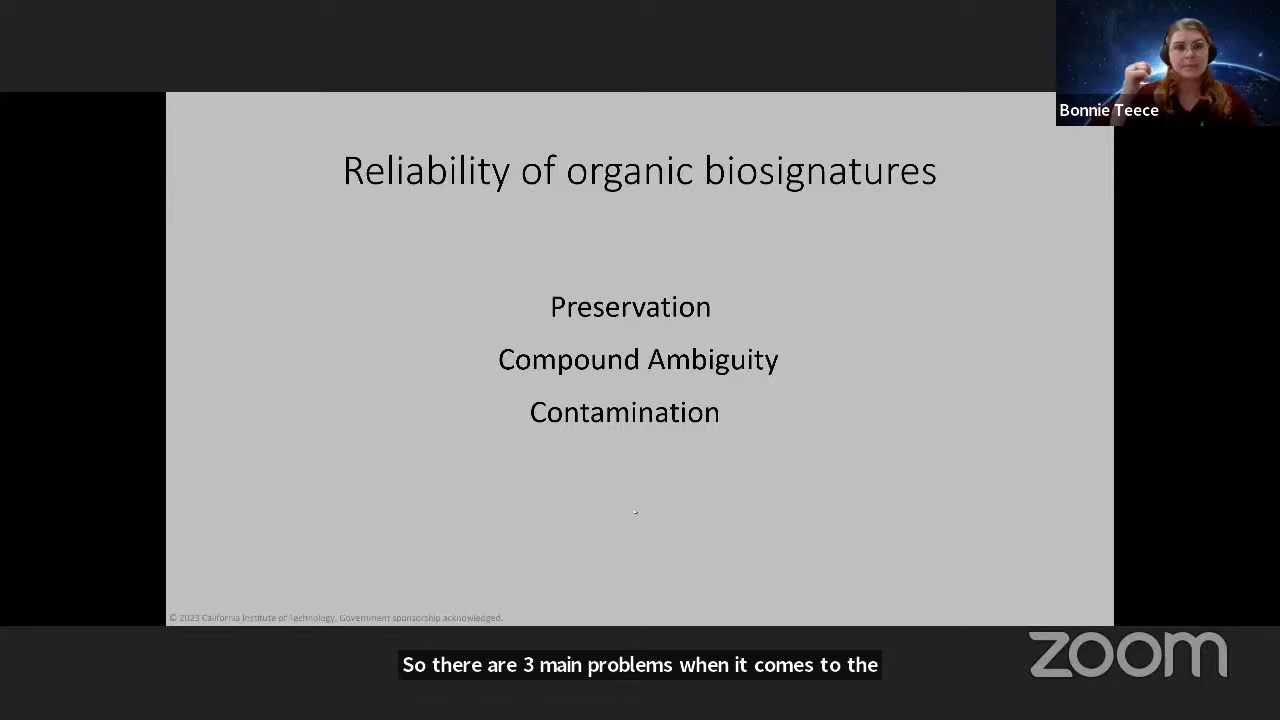 Bonnie Teece
Reliability of organic biosignatures
Preservation
Compound Ambiguity
Contamination
© 2023 California Institute of Technology. Government sponsorship acknowledged.
So there are 3 main problems when it comes to the
zoom